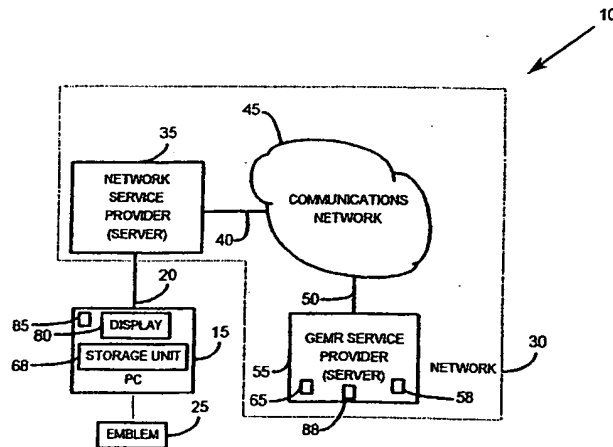 10
45
35
NETWORK
SERVICE
PROVIDER
(SERVER)
COMMUNICATIONS
NETWORK
40
20
50
85
DISPLAY
80
STORAGE UNIT
68
PC
15
GEMR SERVICE
PROVIDER
(SERVER)
55
65
88
58
NETWORK
30
EMBLEM
25